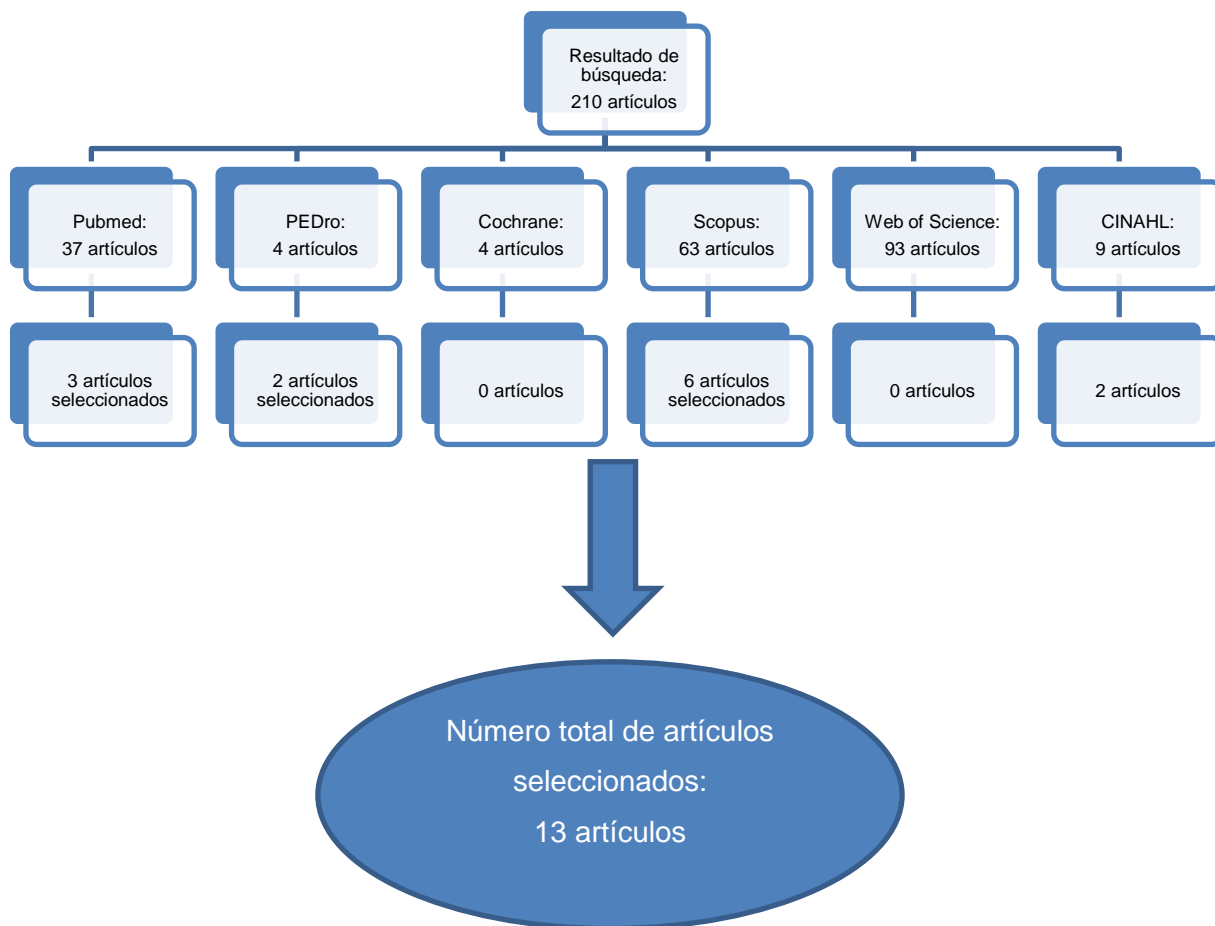 Resultado de
búsqueda:
210 artículos
Pubmed:
37 artículos
PEDro:
4 artículos
Cochrane:
4 artículos
Scopus:
63 artículos
Web of Science:
93 artículos
CINAHL:
9 artículos
3 artículos
seleccionados
2 artículos
seleccionados
0 artículos
6 artículos
seleccionados
0 artículos
2 artículos
Número total de artículos
seleccionados:
13 artículos